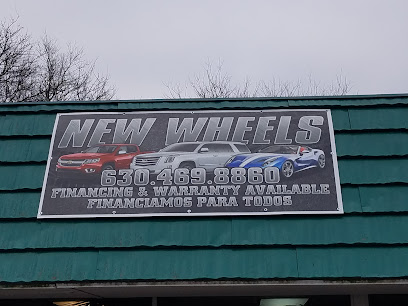 NEW WHEELS
630.469.8860
FINANCING & WARRANTY AVAILABLE
FINANCIAMOS PARA TODOS